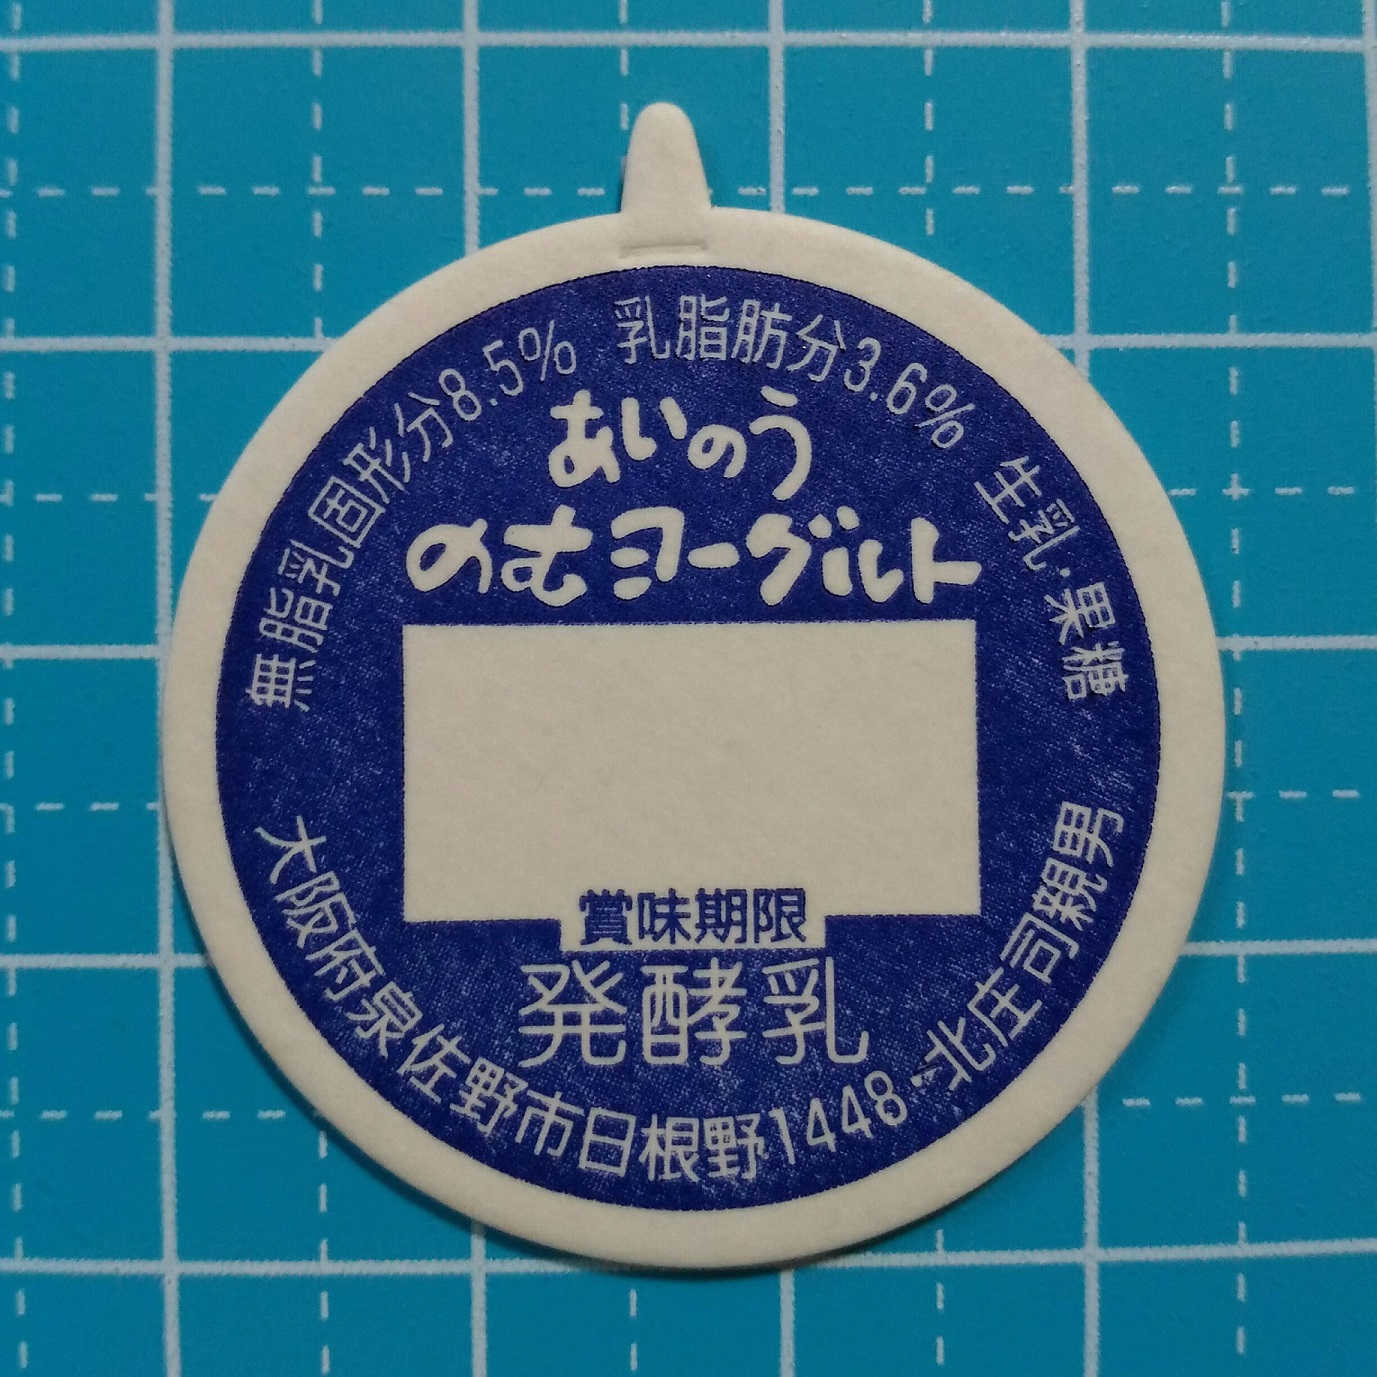 無脂乳固形分8.5% 乳脂肪分3.6% 生乳・果糖
あいのう
のむヨーグルト
賞味期限
発酵乳
大阪府泉佐野市日根野1448・北庄司親男